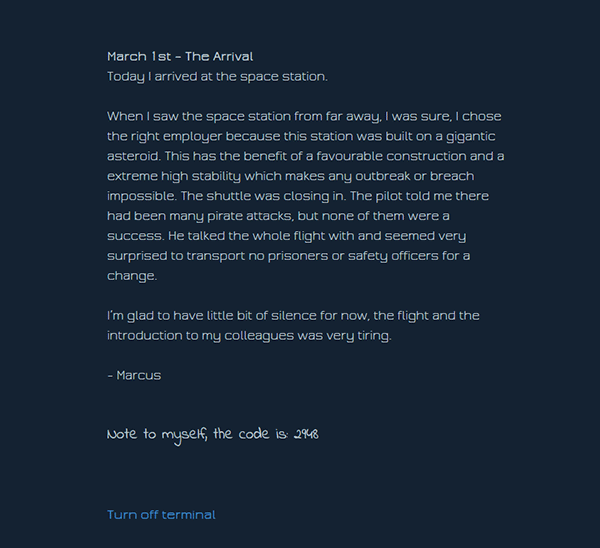 March 1st - The Arrival
Today I arrived at the space station.
When I saw the space station from far away, I was sure, I chose
the right employer because this station was built on a gigantic
asteroid. This has the benefit of a favourable construction and a
extreme high stability which makes any outbreak or breach
impossible. The shuttle was closing in. The pilot told me there
had been many pirate attacks, but none of them were a
success. He talked the whole flight with and seemed very
surprised to transport no prisoners or safety officers for a
change.
I'm glad to have little bit of silence for now, the flight and the
introduction to my colleagues was very tiring.
- Marcus
Note to myself, the code is: 2948
Turn off terminal